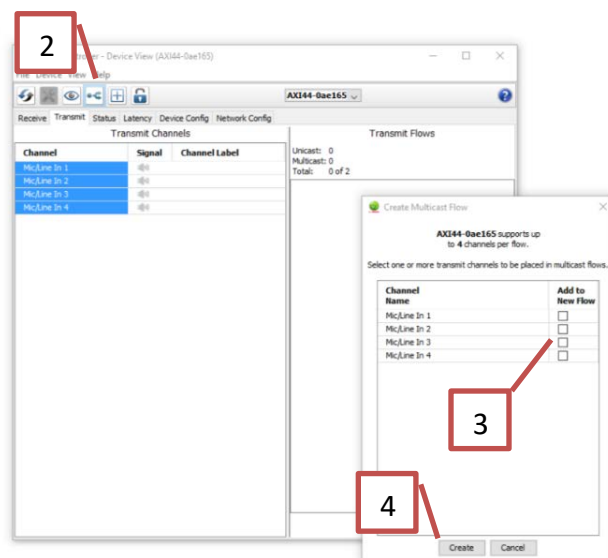 2
- Device View (AXI44-0ae165)
File Device View Help
AXI44-0ae165
Receive Transmit Status Latency Device Config Network Config
Transmit Channels
Channel Signal Channel Label
Mic/Line In 1
Mic/Line In 2
Mic/Line In 3
Mic/Line In 4
Transmit Flows
Unicast: 0
Multicast: 0
Total: 0 of 2
Create Multicast Flow
AXI44-0ae165 supports up
to 4 channels per flow.
Select one or more transmit channels to be placed in multicast flows.
Channel
Name
Add to
New Flow
Mic/Line In 1
Mic/Line In 2
Mic/Line In 3
Mic/Line In 4
3
4
Create Cancel